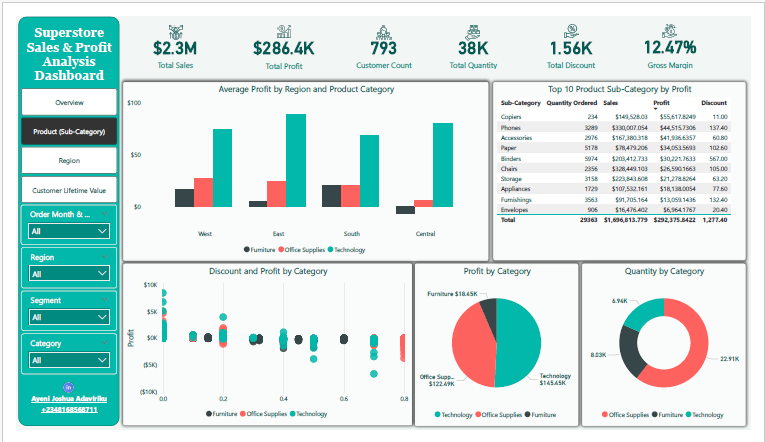 Superstore
Sales & Profit
Analysis
Dashboard
Overview
Product (Sub-Category)
Region
Customer Lifetime Value
Order Month & ...
All
Region
All
Segment
All
Category
All
in
Ayeni Joshua Adeririku
+2348188568711
$2.3M
Total Sales
$286.4K
Total Profit
793
Customer Count
38K
Total Quantity
1.56K
Total Discount
12.47%
Gross Margin
Average Profit by Region and Product Category
$100
$50
$0
West East South Central
Furniture Office Supplies Technology
Top 10 Product Sub-Category by Profit
Sub-Category Quantity Ordered Sales Profit Discount
Copiers 234 $149,528.03 $55,617.8249 11.00
Phones 3289 $330,007.054 $44,515.7306 137.40
Accessories 2976 $167,380.318 $41,936.6357 60.80
Paper 5178 $78,479.206 $34,053.5693 102.60
Binders 5974 $203,412.733 $30,221.7633 567.00
Chairs 2356 $328,449.103 $26,590.1663 105.00
Storage 3158 $223,843.608 $21,278.8264 63.20
Appliances 1729 $107,532.161 $18,138.0054 77.60
Furnishings 3563 $91,705.164 $13,059.1436 132.40
Envelopes 906 $16,476.402 $6,964.1767 20.40
Total 29363 $1,696,813.779 $292,375.8422 1,277.40
Discount and Profit by Category
Profit
$10K
$5K
$0K
($5K)
($10K)
0.0 0.2 0.4 0.6 0.8
Furniture Office Supplies Technology
Profit by Category
Furniture $18.45K
Office Supp...
$122.49K
Technology
$145.45K
Technology Office Supplies Furniture
Quantity by Category
6.94K
8.03K
22.91K
Office Supplies Furniture Technology